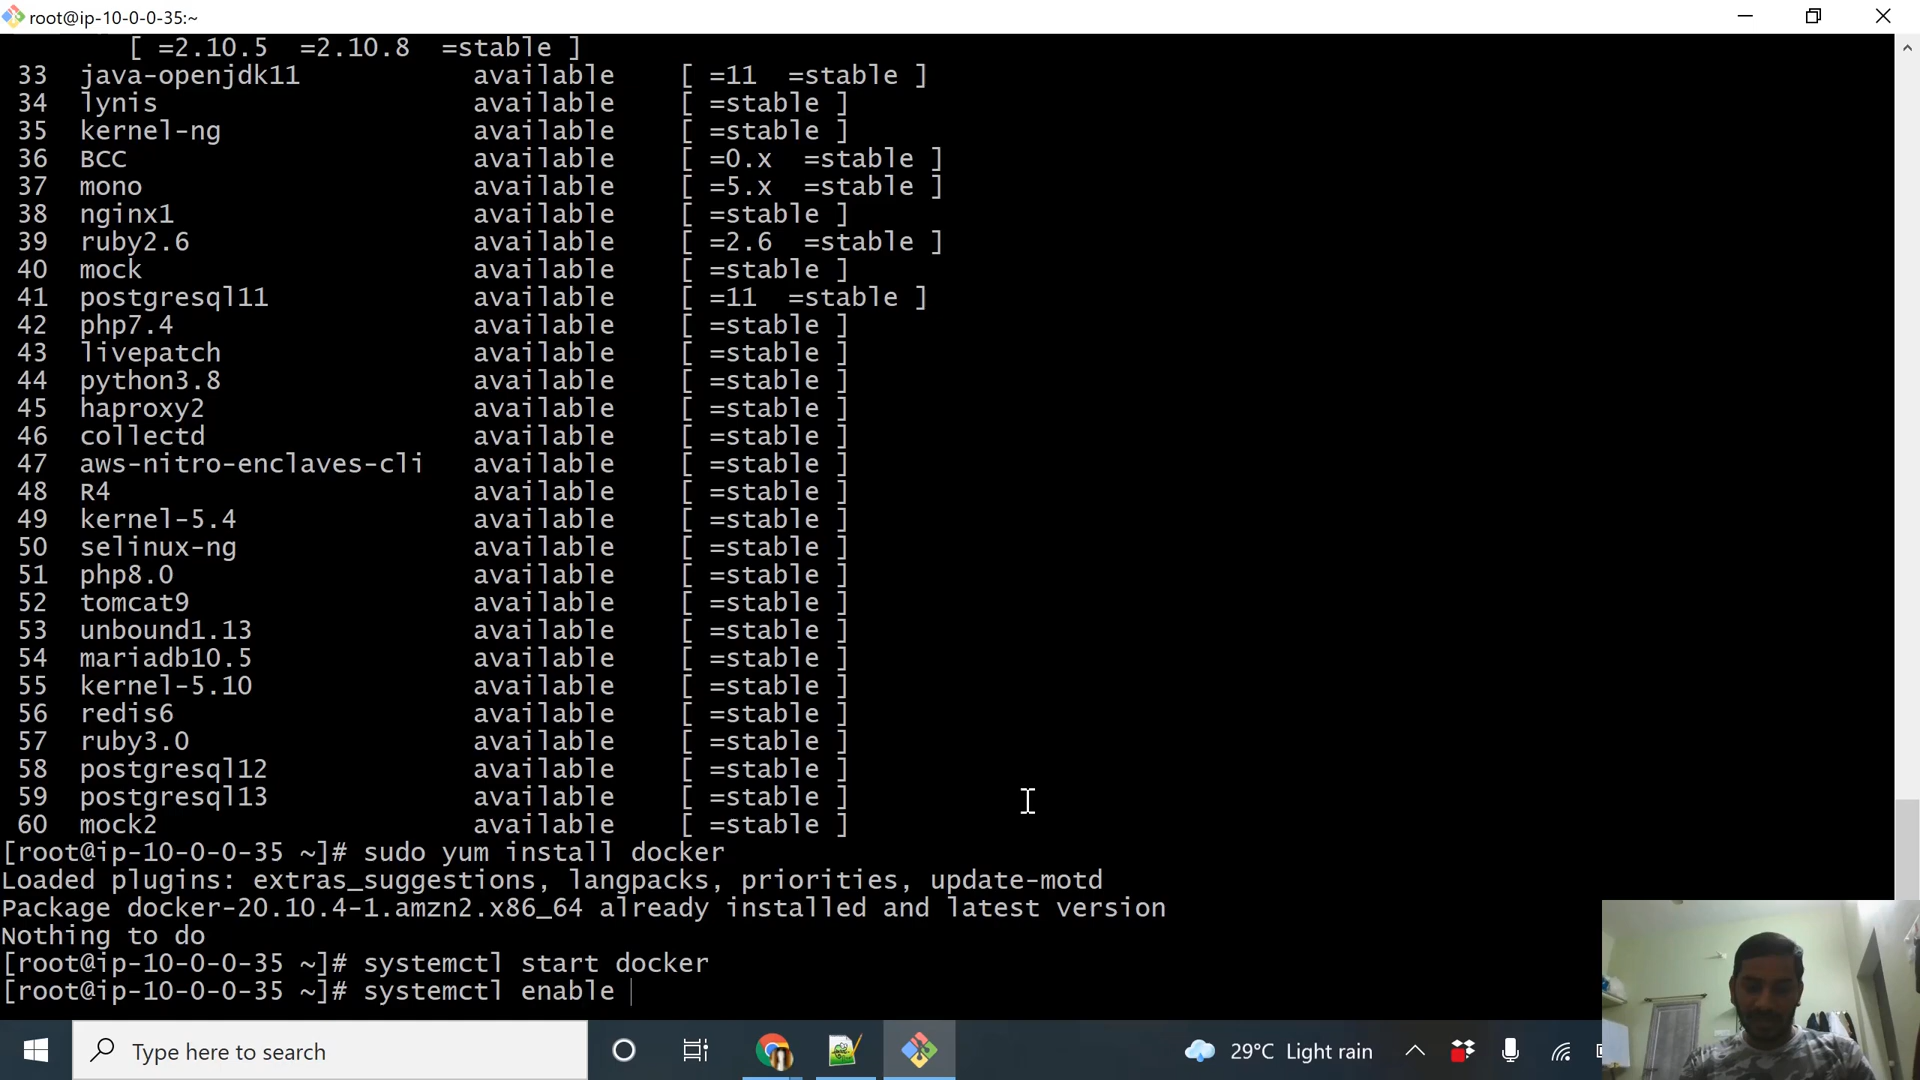 root@ip-10-0-0-35:~
[ =2.10.5  =2.10.8  =stable ]
33  java-openjdk11  available  [ =11  =stable ]
34  lynis  available  [ =stable ]
35  kernel-ng  available  [ =stable ]
36  BCC  available  [ =0.x  =stable ]
37  mono  available  [ =5.x  =stable ]
38  nginx1  available  [ =stable ]
39  ruby2.6  available  [ =2.6  =stable ]
40  mock  available  [ =stable ]
41  postgresql11  available  [ =11  =stable ]
42  php7.4  available  [ =stable ]
43  livepatch  available  [ =stable ]
44  python3.8  available  [ =stable ]
45  haproxy2  available  [ =stable ]
46  collectd  available  [ =stable ]
47  aws-nitro-enclaves-cli  available  [ =stable ]
48  R4  available  [ =stable ]
49  kernel-5.4  available  [ =stable ]
50  selinux-ng  available  [ =stable ]
51  php8.0  available  [ =stable ]
52  tomcat9  available  [ =stable ]
53  unbound1.13  available  [ =stable ]
54  mariadb10.5  available  [ =stable ]
55  kernel-5.10  available  [ =stable ]
56  redis6  available  [ =stable ]
57  ruby3.0  available  [ =stable ]
58  postgresql12  available  [ =stable ]
59  postgresql13  available  [ =stable ]
60  mock2  available  [ =stable ]
[root@ip-10-0-0-35 ~]# sudo yum install docker
Loaded plugins: extras_suggestions, langpacks, priorities, update-motd
Package docker-20.10.4-1.amzn2.x86_64 already installed and latest version
Nothing to do
[root@ip-10-0-0-35 ~]# systemctl start docker
[root@ip-10-0-0-35 ~]# systemctl enable
Type here to search
29°C  Light rain